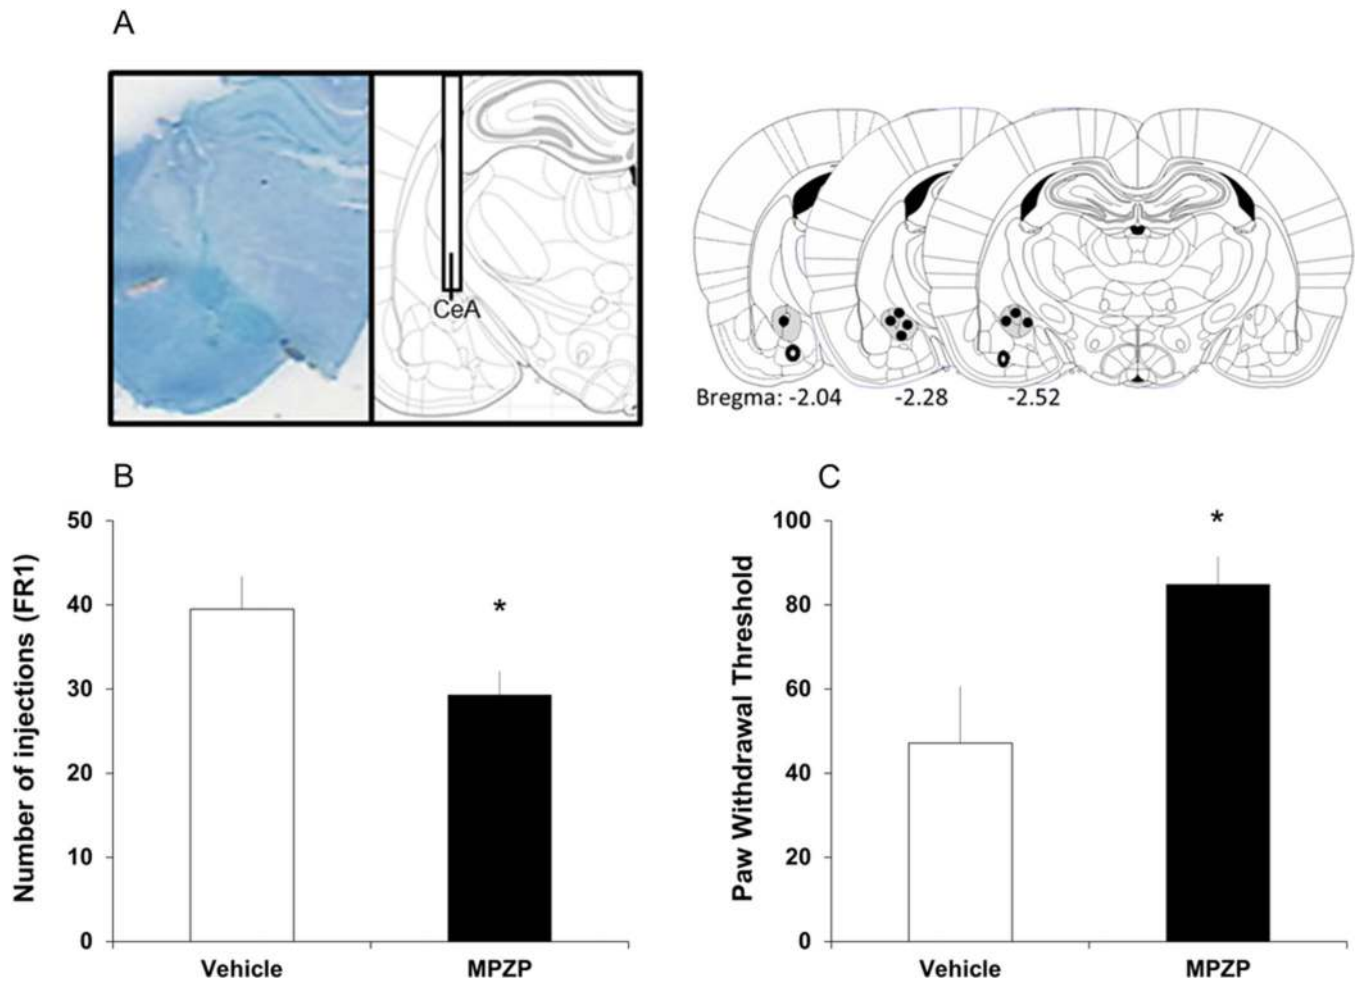 A
CeA
Bregma: -2.04 -2.28 -2.52
B
Number of injections (FR1)
50
40
30
20
10
0
*
Vehicle MPZP
C
Paw Withdrawal Threshold
100
80
60
40
20
0
*
Vehicle MPZP